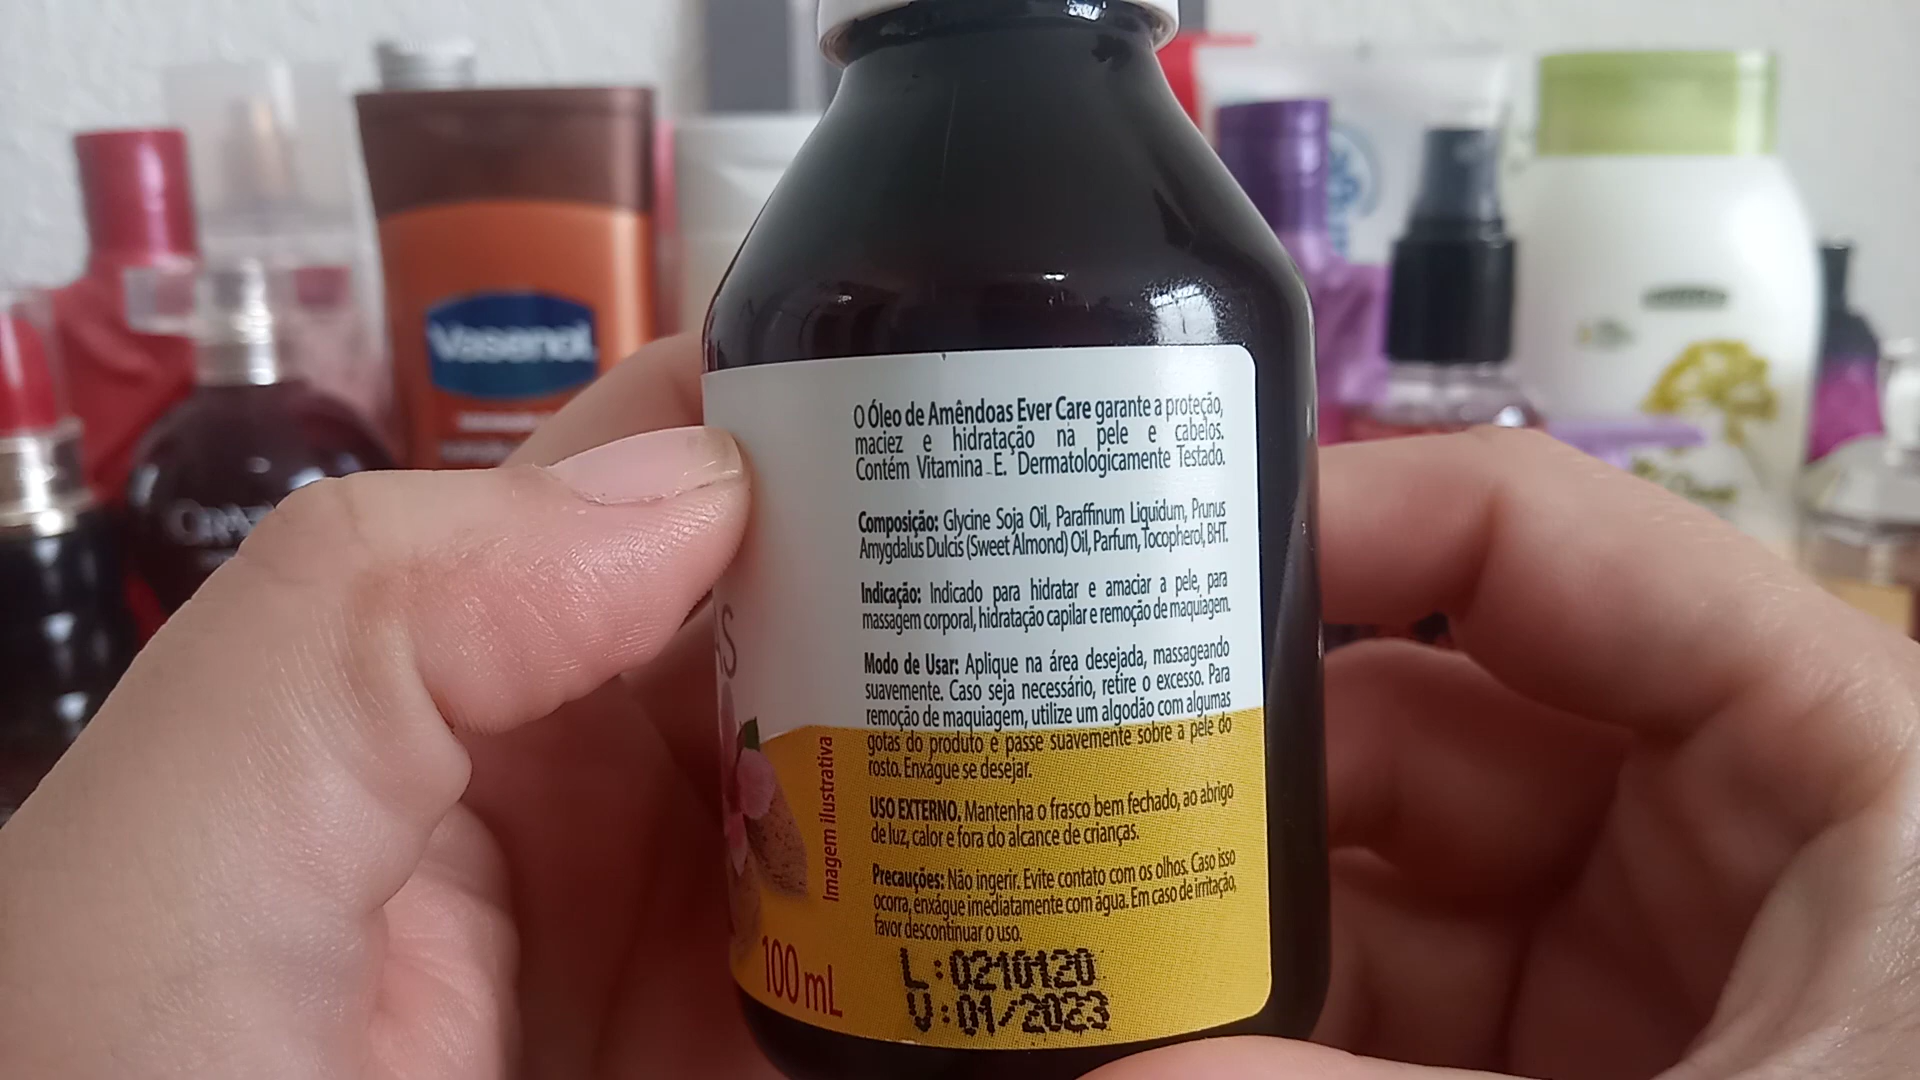 Vasenol
O Óleo de Amêndoas Ever Care garante a proteção,
maciez e hidratação na pele e cabelos.
Contém Vitamina E. Dermatologicamente Testado.
Composição: Glycine Soja Oil, Paraffinum Liquidum, Prunus
Amygdalus Dulcis (Sweet Almond) Oil, Parfum, Tocopherol, BHT.
Indicação: Indicado para hidratar e amaciar a pele, para
massagem corporal, hidratação capilar e remoção de maquiagem.
Modo de Usar: Aplique na área desejada, massageando
suavemente. Caso seja necessário, retire o excesso. Para
remoção de maquiagem, utilize um algodão com algumas
gotas do produto e passe suavemente sobre a pele do
rosto. Enxágue se desejar.
USO EXTERNO. Mantenha o frasco bem fechado, ao abrigo
de luz, calor e fora do alcance de crianças.
Precauções: Não ingerir. Evite contato com os olhos. Caso isso
ocorra, enxágue imediatamente com água. Em caso de irritação,
favor descontinuar o uso.
L:0210120
V:01/2023
AS
Imagem ilustrativa
100 mL